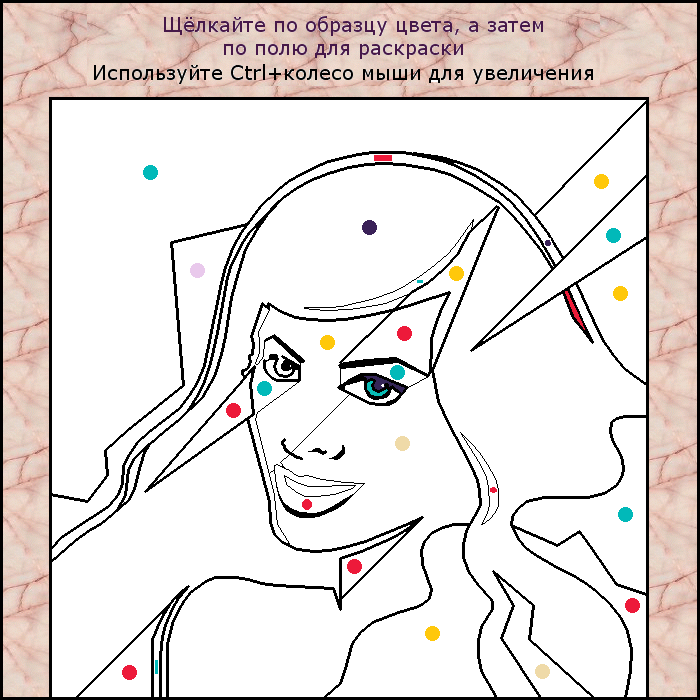 Щёлкайте по образцу цвета, а затем
по полю для раскраски
Используйте Ctrl+колесо мыши для увеличения